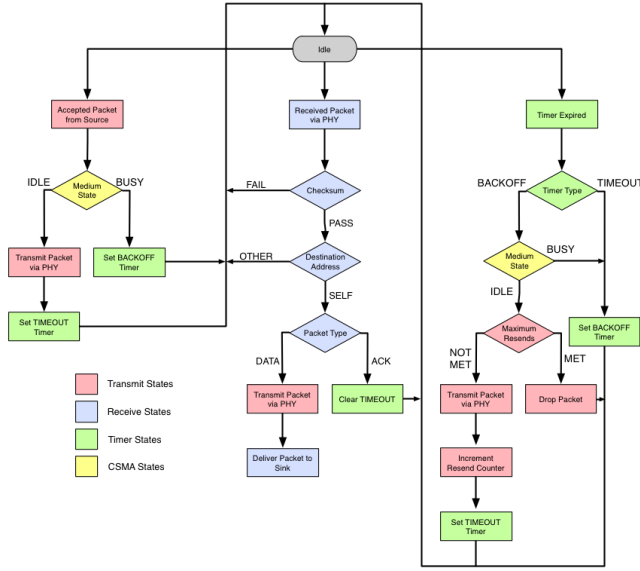 Idle
Accepted Packet
from Source
Received Packet
via PHY
Timer Expired
IDLE
Medium
State
BUSY
FAIL
Checksum
BACKOFF
Timer Type
TIMEOUT
PASS
Transmit Packet
via PHY
Set BACKOFF
Timer
OTHER
Destination
Address
Medium
State
BUSY
SELF
IDLE
Set TIMEOUT
Timer
Packet Type
Maximum
Resends
Set BACKOFF
Timer
DATA
ACK
NOT
MET
MET
Transmit States
Transmit Packet
via PHY
Clear TIMEOUT
Transmit Packet
via PHY
Drop Packet
Receive States
Timer States
CSMA States
Deliver Packet to
Sink
Increment
Resend Counter
Set TIMEOUT
Timer